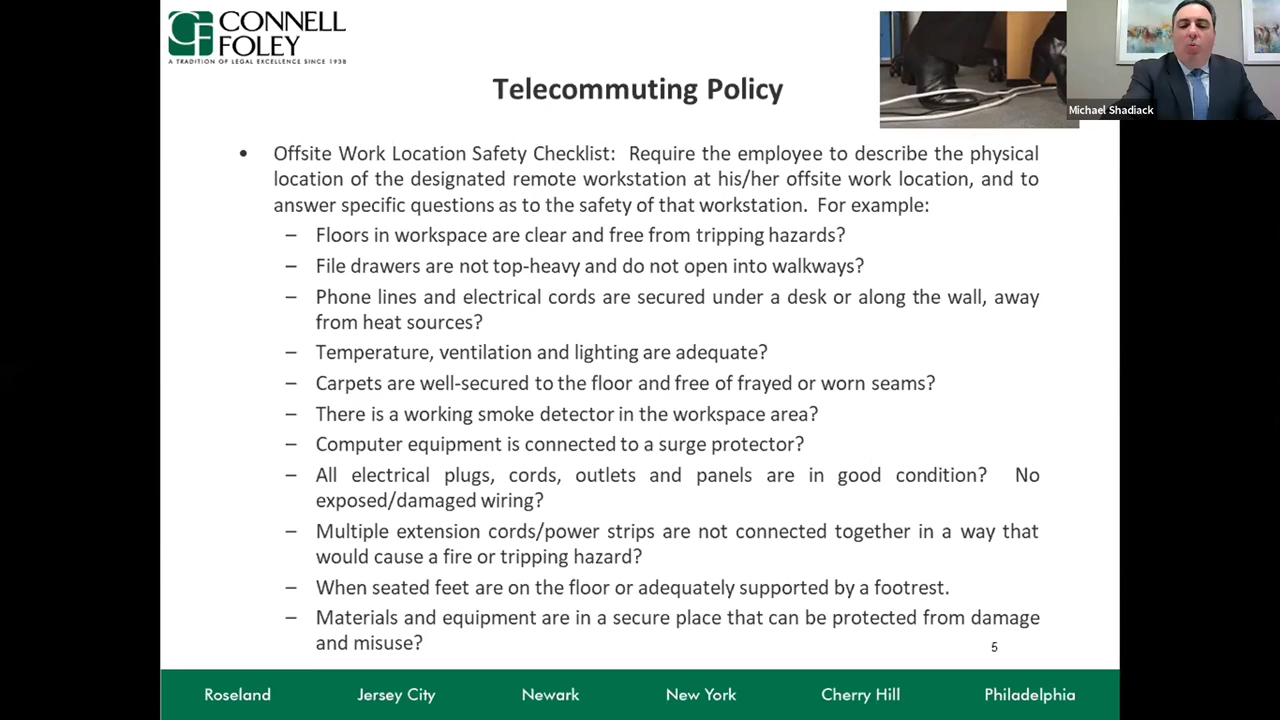 CONNELL
FOLEY
A TRADITION OF LEGAL EXCELLENCE SINCE 1938
Telecommuting Policy
Michael Shadiack
• Offsite Work Location Safety Checklist: Require the employee to describe the physical
location of the designated remote workstation at his/her offsite work location, and to
answer specific questions as to the safety of that workstation. For example:
– Floors in workspace are clear and free from tripping hazards?
– File drawers are not top-heavy and do not open into walkways?
– Phone lines and electrical cords are secured under a desk or along the wall, away
from heat sources?
– Temperature, ventilation and lighting are adequate?
– Carpets are well-secured to the floor and free of frayed or worn seams?
– There is a working smoke detector in the workspace area?
– Computer equipment is connected to a surge protector?
– All electrical plugs, cords, outlets and panels are in good condition? No
exposed/damaged wiring?
– Multiple extension cords/power strips are not connected together in a way that
would cause a fire or tripping hazard?
– When seated feet are on the floor or adequately supported by a footrest.
– Materials and equipment are in a secure place that can be protected from damage
and misuse?
5
Roseland Jersey City Newark New York Cherry Hill Philadelphia